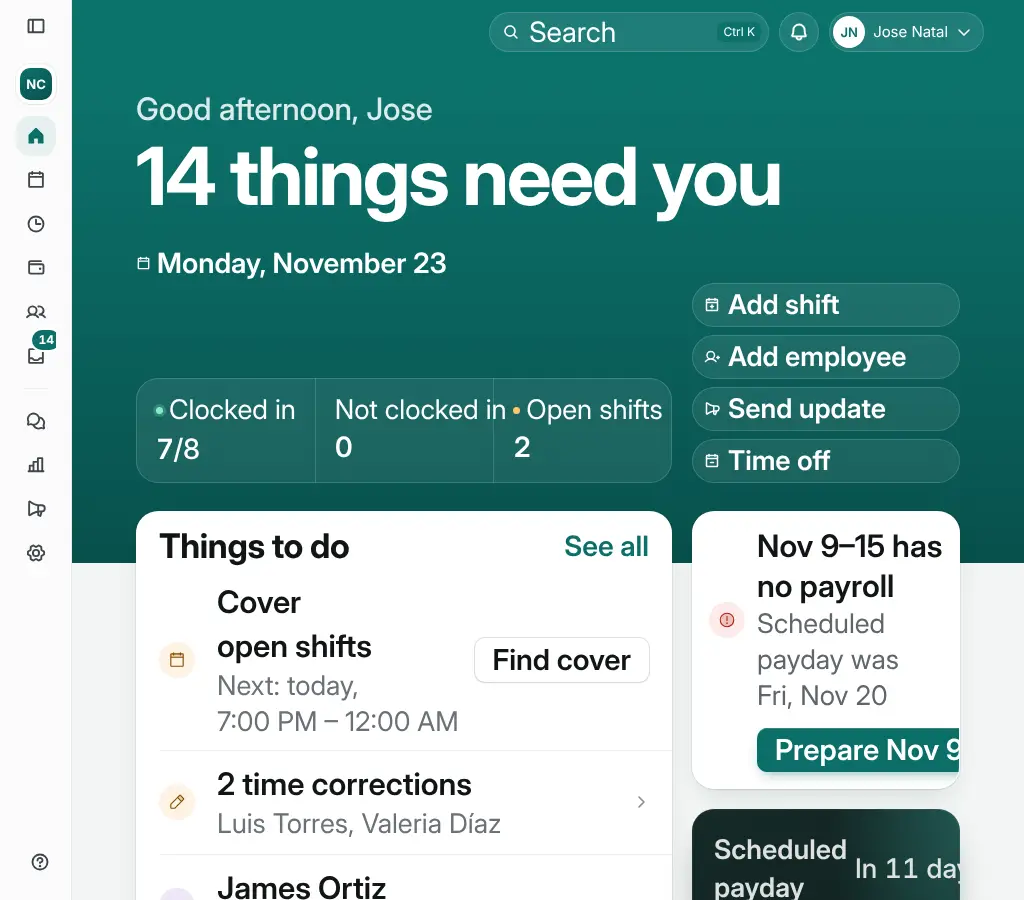 Search
Ctrl K
JN
Jose Natal
NC
Good afternoon, Jose
14 things need you
Monday, November 23
Add shift
Add employee
Send update
Time off
14
Clocked in
7/8
Not clocked in
0
Open shifts
2
Things to do
See all
Cover
open shifts
Next: today,
7:00 PM – 12:00 AM
Find cover
2 time corrections
Luis Torres, Valeria Díaz
James Ortiz
Nov 9–15 has
no payroll
Scheduled
payday was
Fri, Nov 20
Prepare Nov 9
Scheduled
payday
In 11 day